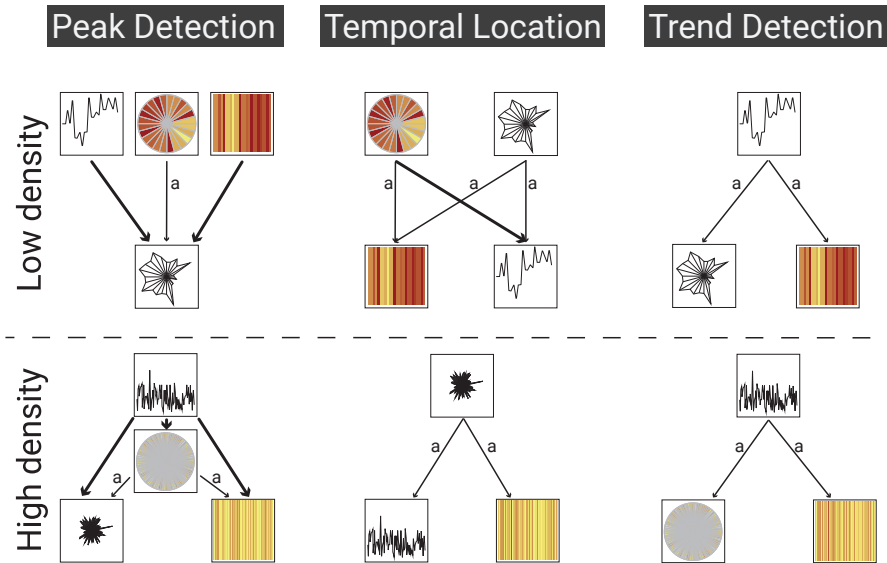 Peak Detection
Temporal Location
Trend Detection
Low density
a
a
a
a
a
a
High density
a
a
a
a
a
a